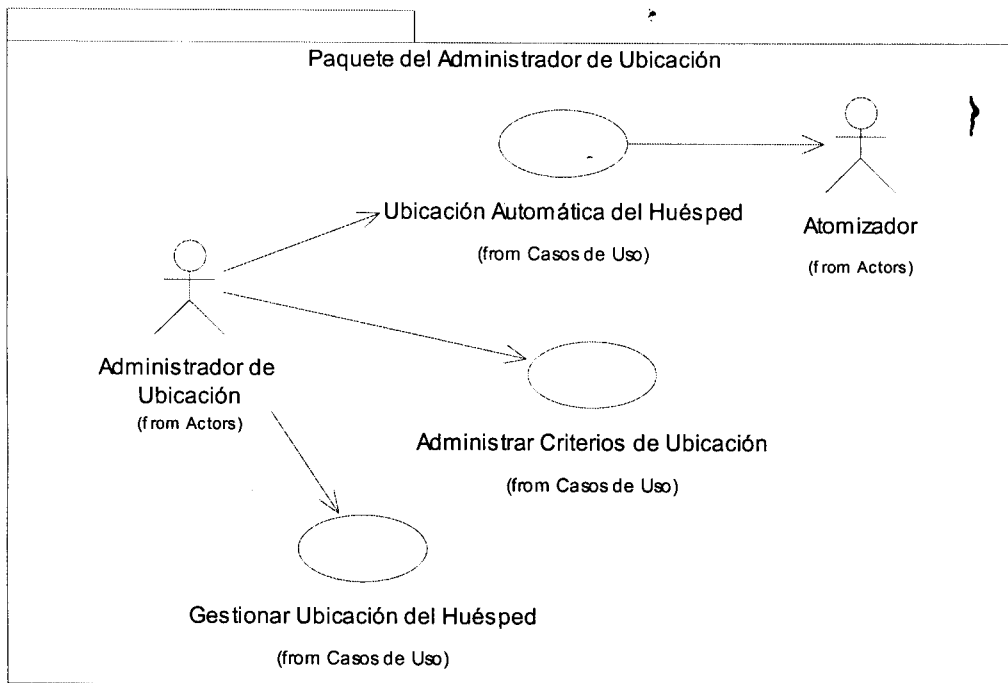 Paquete del Administrador de Ubicación
Ubicación Automática del Huésped
(from Casos de Uso)
Atomizador
(from Actors)
Administrador de
Ubicación
(from Actors)
Administrar Criterios de Ubicación
(from Casos de Uso)
Gestionar Ubicación del Huésped
(from Casos de Uso)